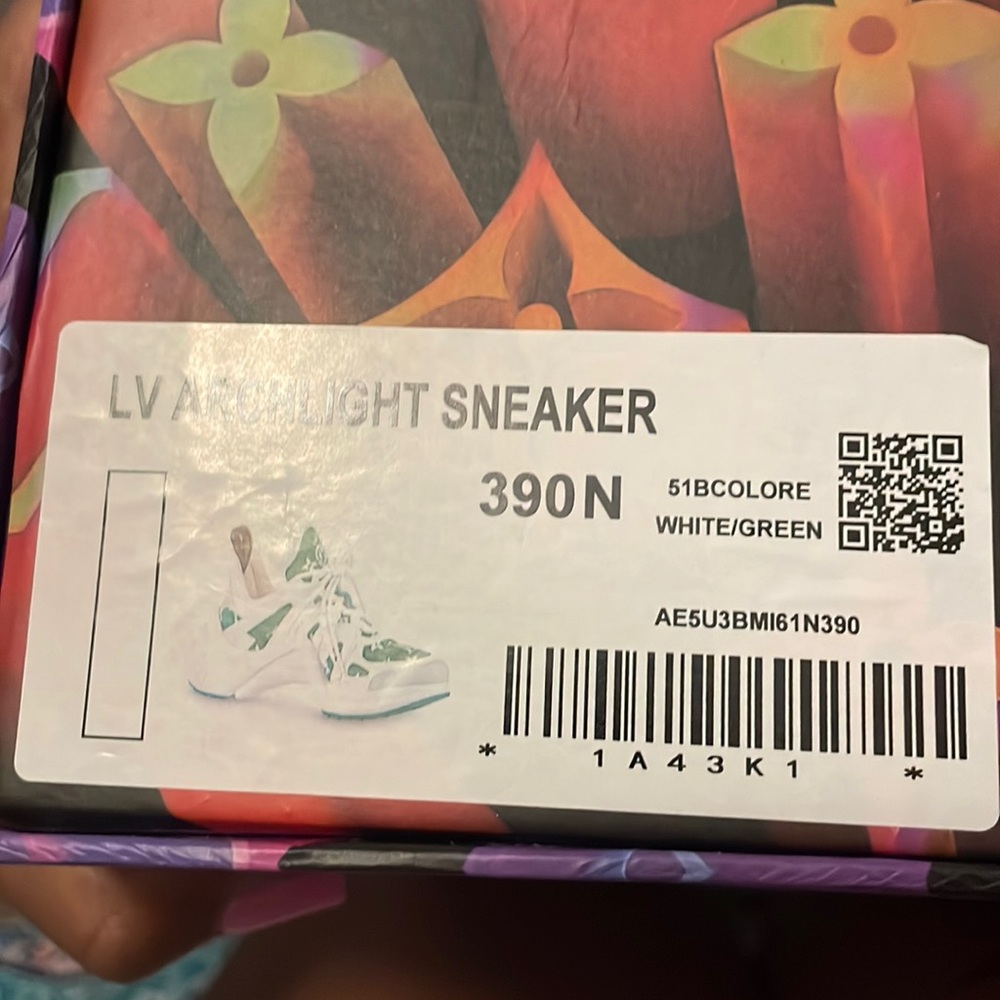 LV ARCHLIGHT SNEAKER
390N
51BCOLORE
WHITE/GREEN
AE5U3BMI61N390
* 1A43K1 *